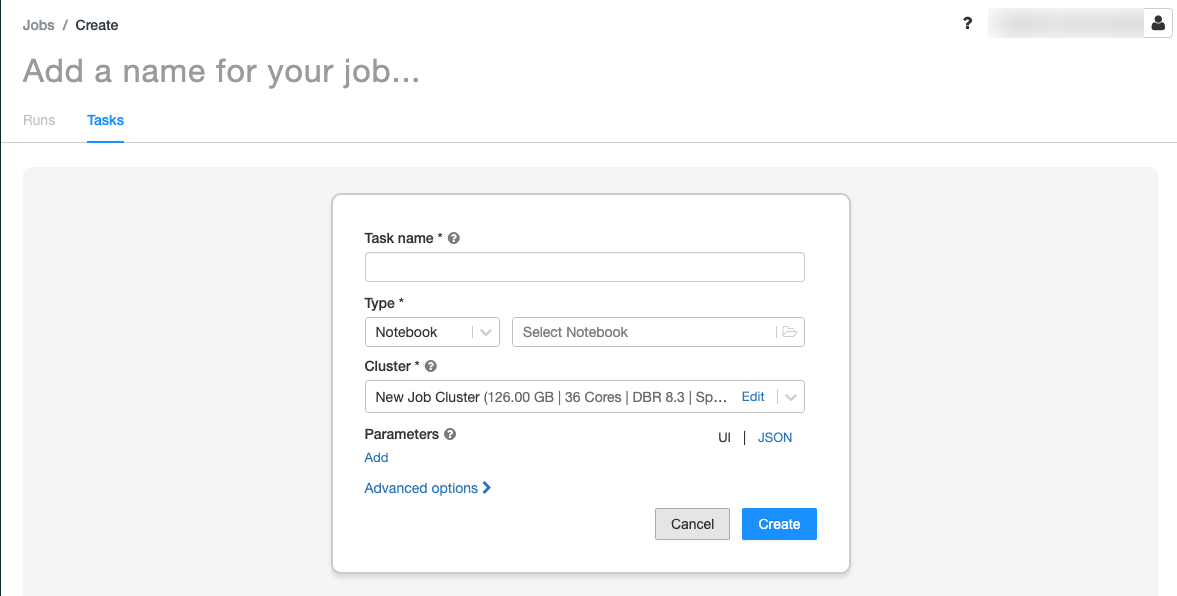 Jobs / Create
?
Add a name for your job...
Runs Tasks
Task name * ?
Type *
Notebook Select Notebook
Cluster * ?
New Job Cluster (126.00 GB | 36 Cores | DBR 8.3 | Sp... Edit
Parameters ? UI | JSON
Add
Advanced options
Cancel Create